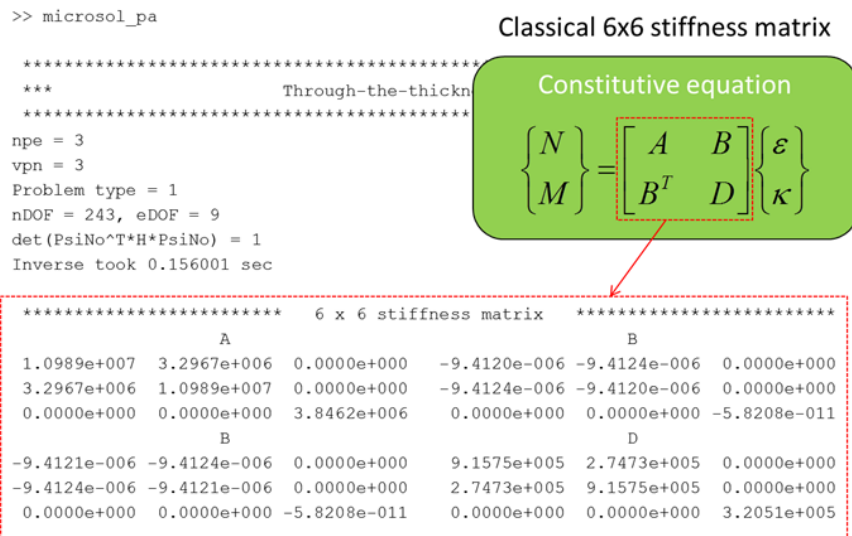 >> microsol_pa
Classical 6x6 stiffness matrix
*********************************************
*** Through-the-thickn
*********************************************
Constitutive equation
{N M} = [A B; B^T D] {ε κ}
npe = 3
vpn = 3
Problem type = 1
nDOF = 243, eDOF = 9
det(PsiNo^T*H*PsiNo) = 1
Inverse took 0.156001 sec
************************* 6 x 6 stiffness matrix *************************
A B
1.0989e+007 3.2967e+006 0.0000e+000 -9.4120e-006 -9.4124e-006 0.0000e+000
3.2967e+006 1.0989e+007 0.0000e+000 -9.4124e-006 -9.4120e-006 0.0000e+000
0.0000e+000 0.0000e+000 3.8462e+006 0.0000e+000 0.0000e+000 -5.8208e-011
B D
-9.4121e-006 -9.4124e-006 0.0000e+000 9.1575e+005 2.7473e+005 0.0000e+000
-9.4124e-006 -9.4121e-006 0.0000e+000 2.7473e+005 9.1575e+005 0.0000e+000
0.0000e+000 0.0000e+000 -5.8208e-011 0.0000e+000 0.0000e+000 3.2051e+005